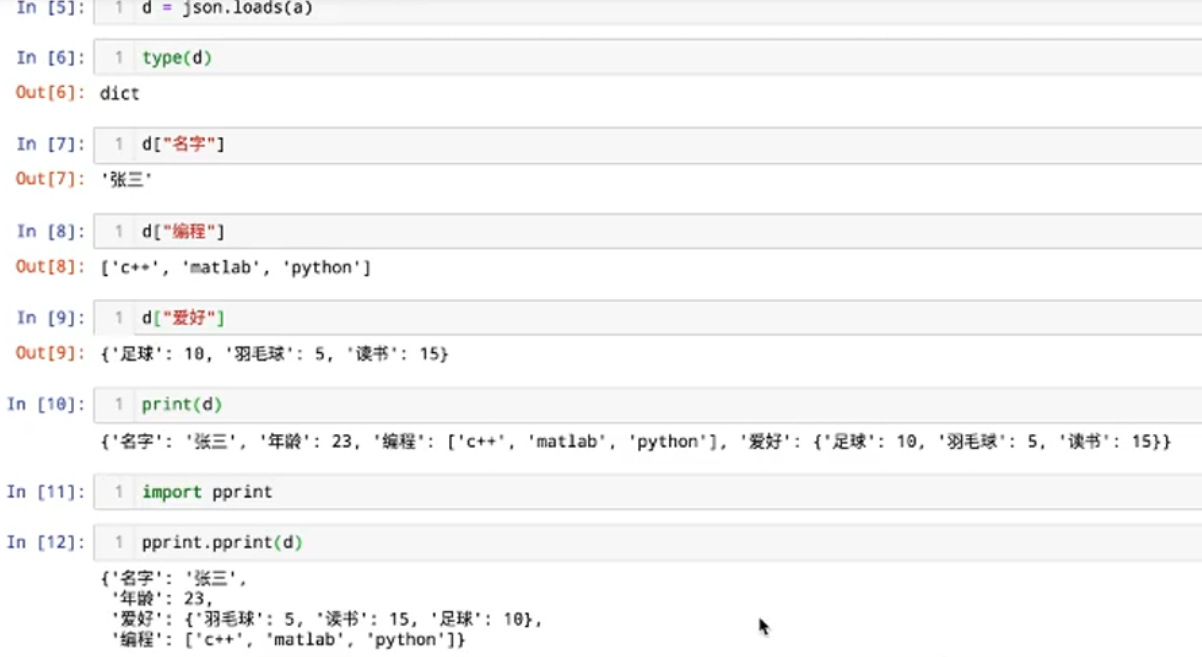 In [5]: 1 d = json.loads(a)
In [6]: 1 type(d)
Out[6]: dict
In [7]: 1 d["名字"]
Out[7]: '张三'
In [8]: 1 d["编程"]
Out[8]: ['c++', 'matlab', 'python']
In [9]: 1 d["爱好"]
Out[9]: {'足球': 10, '羽毛球': 5, '读书': 15}
In [10]: 1 print(d)
{'名字': '张三', '年龄': 23, '编程': ['c++', 'matlab', 'python'], '爱好': {'足球': 10, '羽毛球': 5, '读书': 15}}
In [11]: 1 import pprint
In [12]: 1 pprint.pprint(d)
{'名字': '张三',
'年龄': 23,
'爱好': {'羽毛球': 5, '读书': 15, '足球': 10},
'编程': ['c++', 'matlab', 'python']}